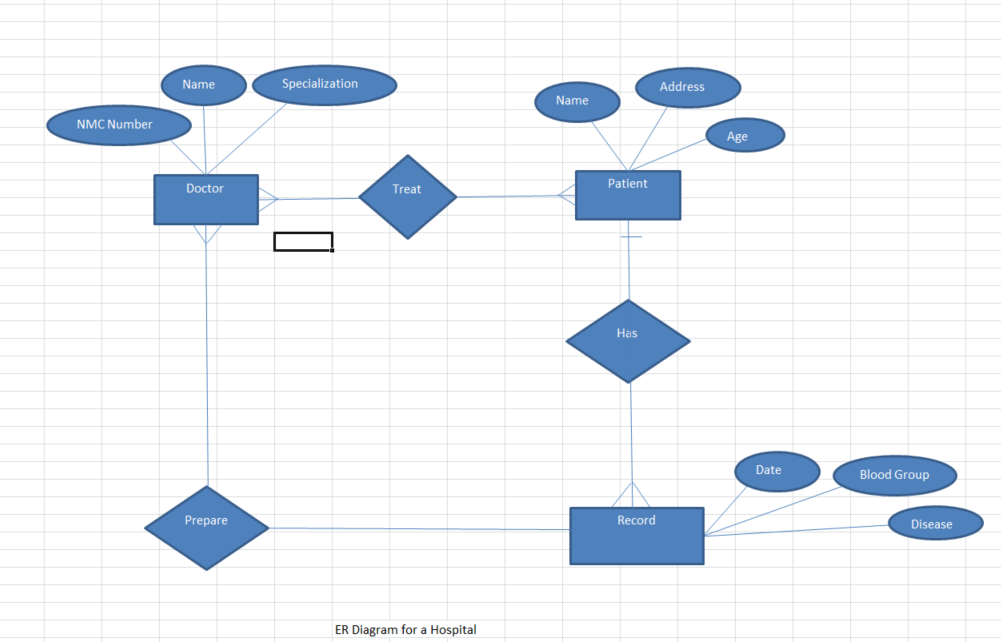 Name
Specialization
NMC Number
Name
Address
Age
Doctor
Treat
Patient
Has
Date
Blood Group
Prepare
Record
Disease
ER Diagram for a Hospital